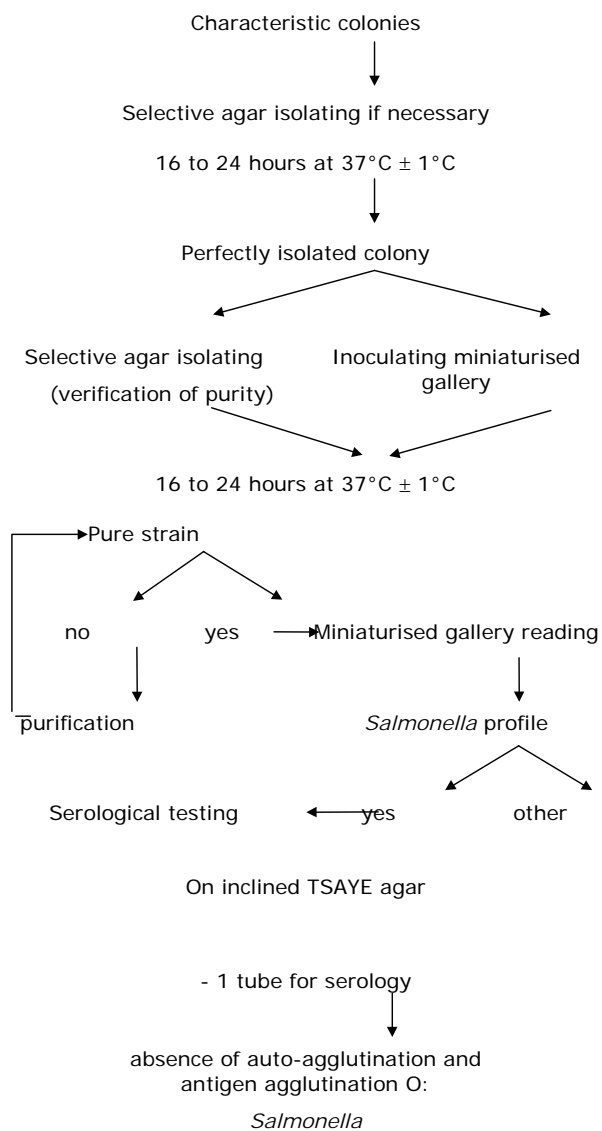 Characteristic colonies
Selective agar isolating if necessary
16 to 24 hours at 37°C ± 1°C
Perfectly isolated colony
Selective agar isolating
(verification of purity)
Inoculating miniaturised
gallery
16 to 24 hours at 37°C ± 1°C
Pure strain
no
yes
Miniaturised gallery reading
purification
Salmonella profile
Serological testing
yes
other
On inclined TSAYE agar
- 1 tube for serology
absence of auto-agglutination and
antigen agglutination O:
Salmonella